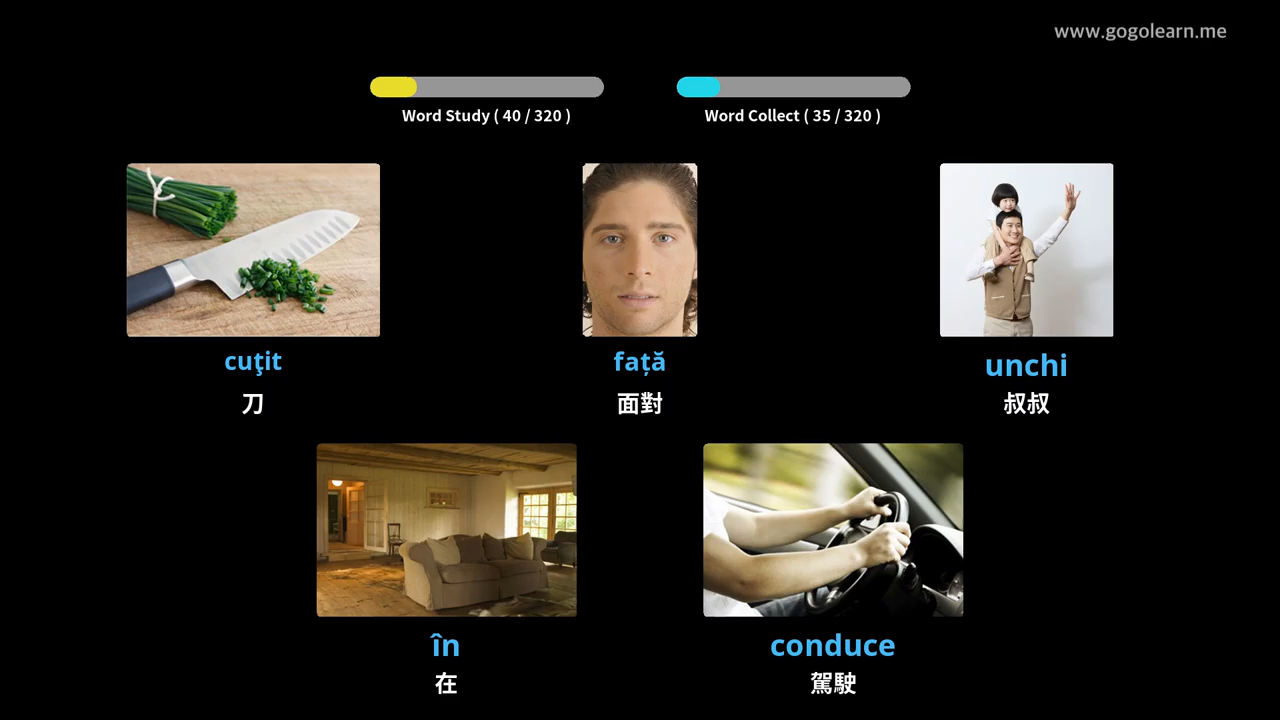 www.gogolearn.me
Word Study ( 40 / 320 )
Word Collect ( 35 / 320 )
cuţit
față
unchi
刀
面對
叔叔
în
conduce
在
駕駛